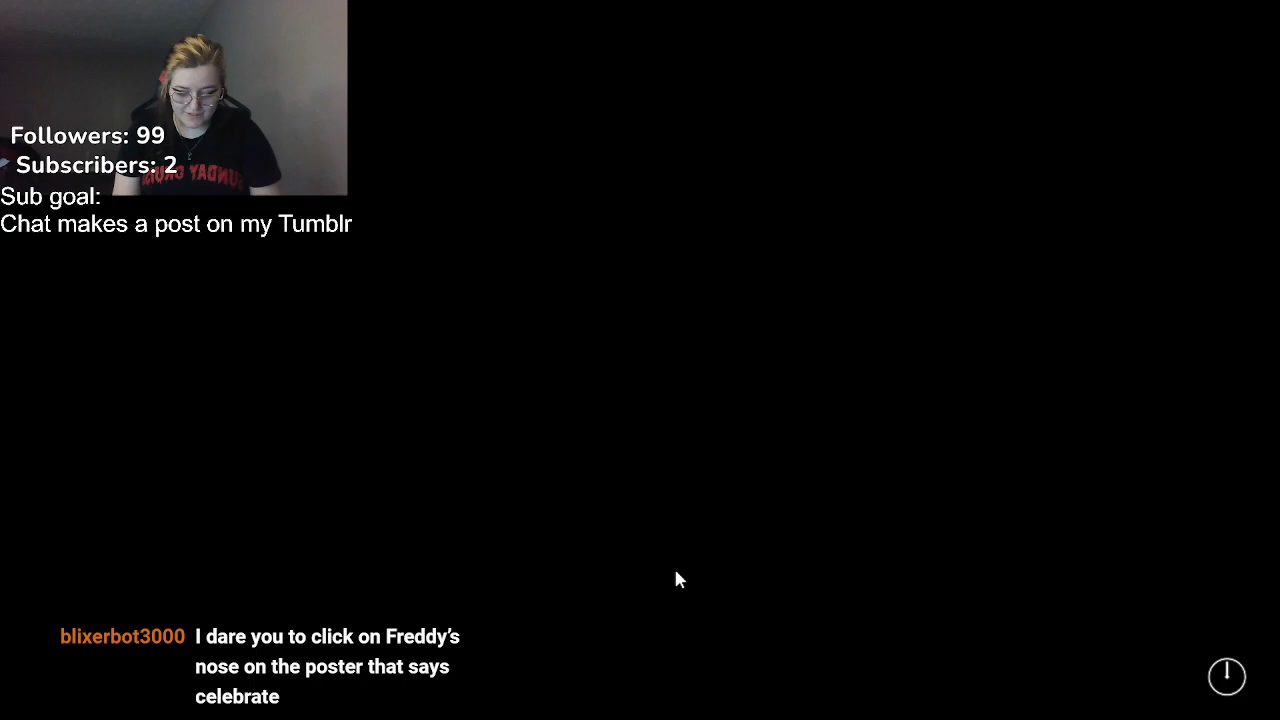 Followers: 99
Subscribers: 2
Sub goal:
Chat makes a post on my Tumblr
blixerbot3000 I dare you to click on Freddy’s
nose on the poster that says
celebrate